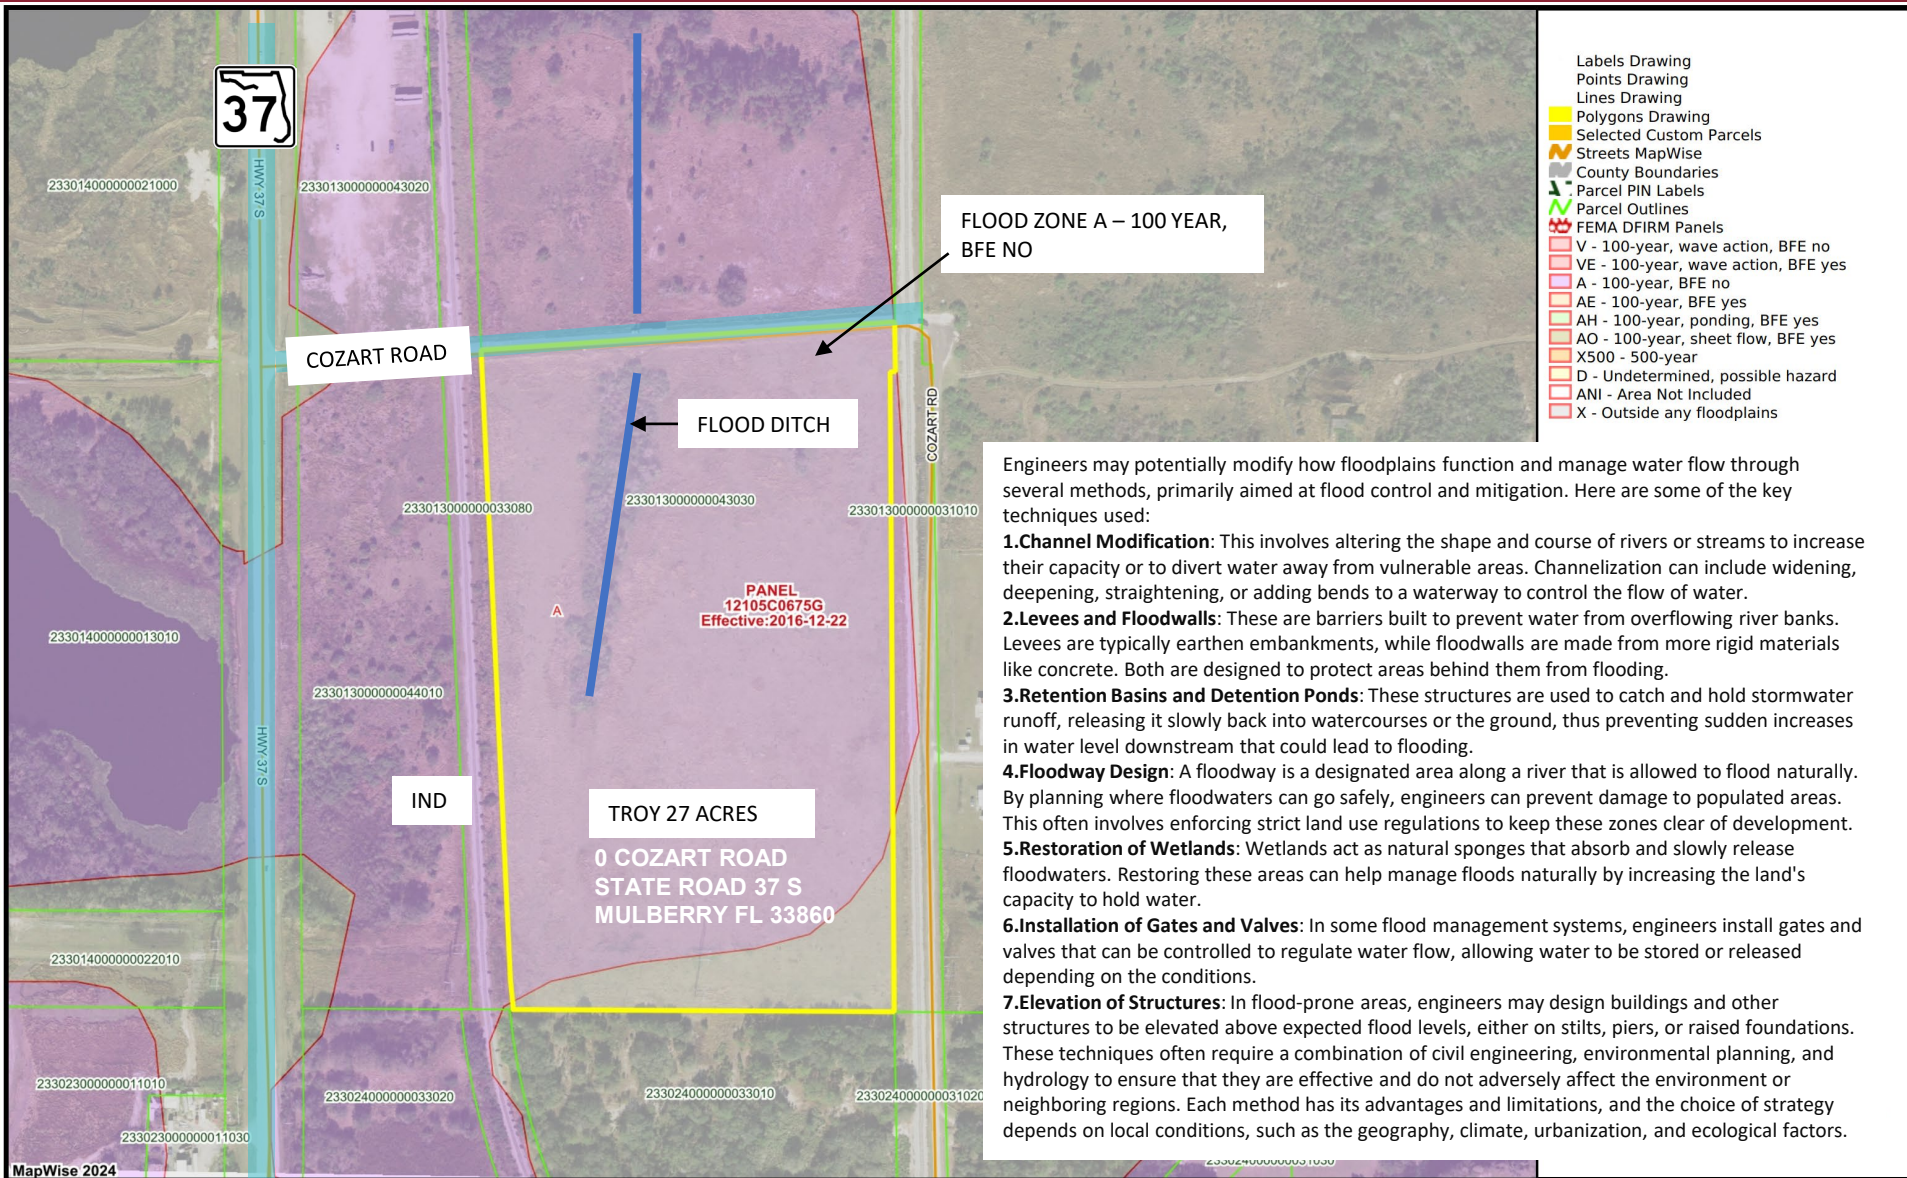 37
HWY 37 S
233014000000021000
233013000000043020
FLOOD ZONE A – 100 YEAR,
BFE NO
COZART ROAD
FLOOD DITCH
COZART RD
233013000000033080
233013000000043030
233013000000031010
PANEL
12105C0675G
Effective:2016-12-22
A
233014000000013010
233013000000044010
HWY 37 S
IND
TROY 27 ACRES
0 COZART ROAD
STATE ROAD 37 S
MULBERRY FL 33860
233014000000022010
233023000000011010
233024000000033020
233024000000033010
233024000000031020
233023000000011030
233024000000031030
MapWise 2024
Labels Drawing
Points Drawing
Lines Drawing
Polygons Drawing
Selected Custom Parcels
Streets MapWise
County Boundaries
Parcel PIN Labels
Parcel Outlines
FEMA DFIRM Panels
V - 100-year, wave action, BFE no
VE - 100-year, wave action, BFE yes
A - 100-year, BFE no
AE - 100-year, BFE yes
AH - 100-year, ponding, BFE yes
AO - 100-year, sheet flow, BFE yes
X500 - 500-year
D - Undetermined, possible hazard
ANI - Area Not Included
X - Outside any floodplains
Engineers may potentially modify how floodplains function and manage water flow through
several methods, primarily aimed at flood control and mitigation. Here are some of the key
techniques used:
1.Channel Modification: This involves altering the shape and course of rivers or streams to increase
their capacity or to divert water away from vulnerable areas. Channelization can include widening,
deepening, straightening, or adding bends to a waterway to control the flow of water.
2.Levees and Floodwalls: These are barriers built to prevent water from overflowing river banks.
Levees are typically earthen embankments, while floodwalls are made from more rigid materials
like concrete. Both are designed to protect areas behind them from flooding.
3.Retention Basins and Detention Ponds: These structures are used to catch and hold stormwater
runoff, releasing it slowly back into watercourses or the ground, thus preventing sudden increases
in water level downstream that could lead to flooding.
4.Floodway Design: A floodway is a designated area along a river that is allowed to flood naturally.
By planning where floodwaters can go safely, engineers can prevent damage to populated areas.
This often involves enforcing strict land use regulations to keep these zones clear of development.
5.Restoration of Wetlands: Wetlands act as natural sponges that absorb and slowly release
floodwaters. Restoring these areas can help manage floods naturally by increasing the land's
capacity to hold water.
6.Installation of Gates and Valves: In some flood management systems, engineers install gates and
valves that can be controlled to regulate water flow, allowing water to be stored or released
depending on the conditions.
7.Elevation of Structures: In flood-prone areas, engineers may design buildings and other
structures to be elevated above expected flood levels, either on stilts, piers, or raised foundations.
These techniques often require a combination of civil engineering, environmental planning, and
hydrology to ensure that they are effective and do not adversely affect the environment or
neighboring regions. Each method has its advantages and limitations, and the choice of strategy
depends on local conditions, such as the geography, climate, urbanization, and ecological factors.